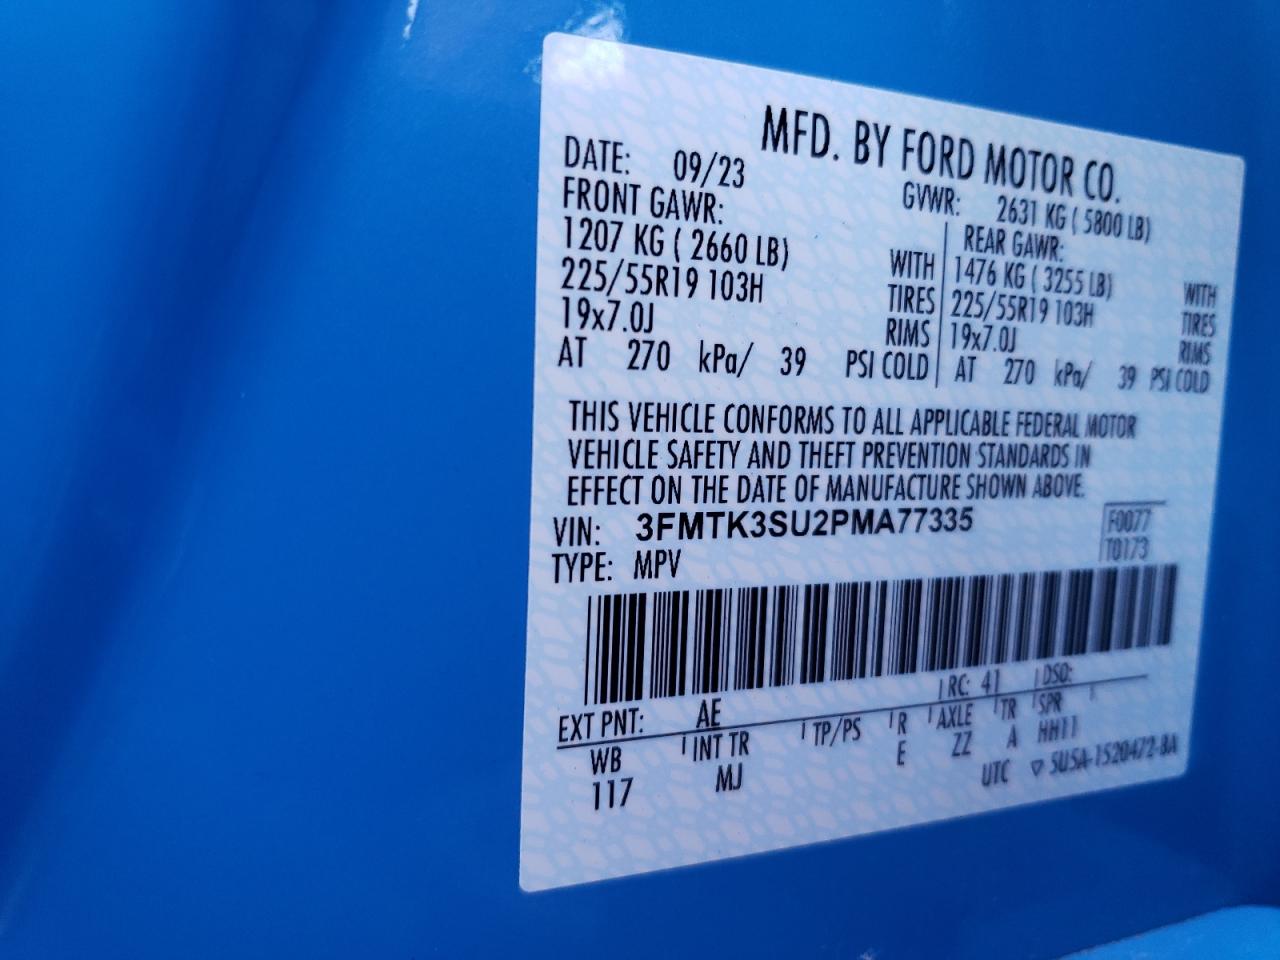 MFD. BY FORD MOTOR CO.
DATE: 09/23 GVWR: 2631 KG ( 5800 LB)
FRONT GAWR: REAR GAWR:
1207 KG ( 2660 LB) WITH 1476 KG ( 3255 LB) WITH
225/55R19 103H TIRES 225/55R19 103H TIRES
19x7.0J RIMS 19x7.0J RIMS
AT 270 kPa/ 39 PSI COLD AT 270 kPa/ 39 PSI COLD
THIS VEHICLE CONFORMS TO ALL APPLICABLE FEDERAL MOTOR
VEHICLE SAFETY AND THEFT PREVENTION STANDARDS IN
EFFECT ON THE DATE OF MANUFACTURE SHOWN ABOVE.
VIN: 3FMTK3SU2PMA77335 F0077
TYPE: MPV T0173
EXT PNT: AE RC: 41 DSO:
WB INT TR TP/PS R AXLE TR SPR
117 MJ E ZZ A HH11
UTC ▽ 5U5A-1520472-BA